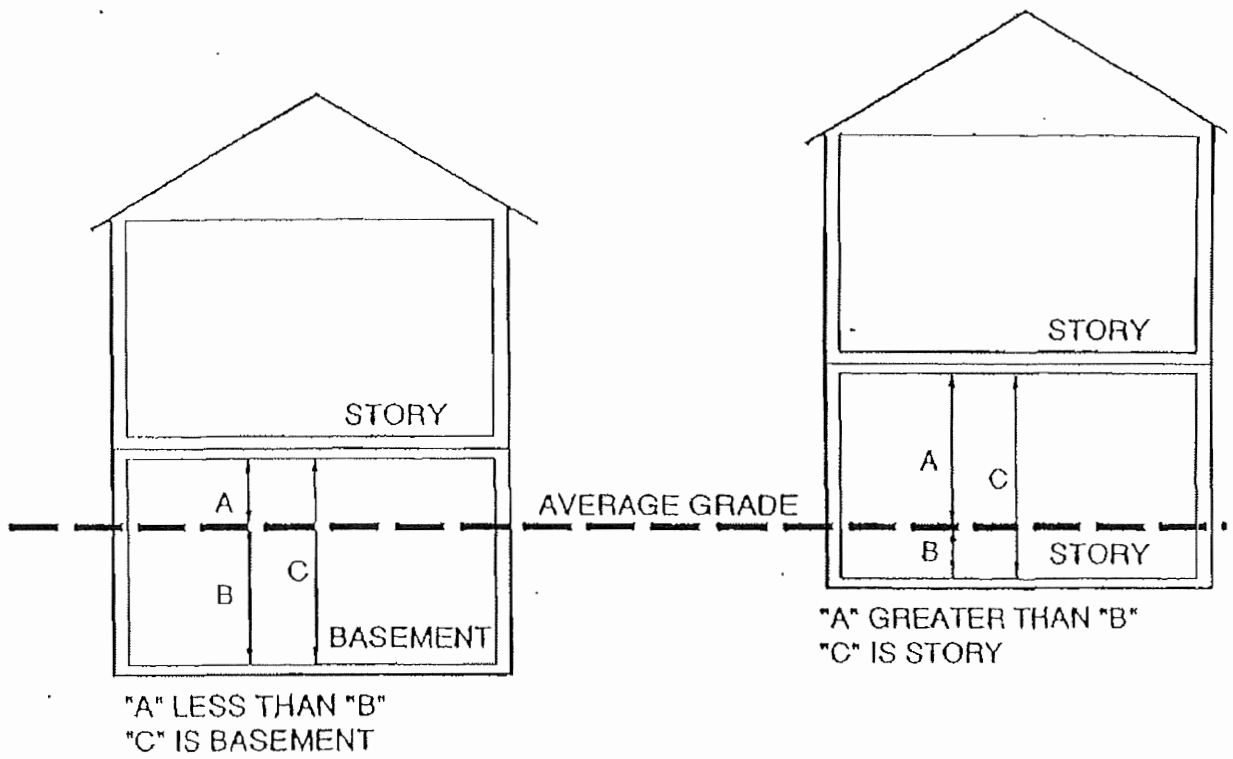 STORY
A
B
C
BASEMENT
"A" LESS THAN "B"
"C" IS BASEMENT
AVERAGE GRADE
STORY
A
C
B
STORY
"A" GREATER THAN "B"
"C" IS STORY